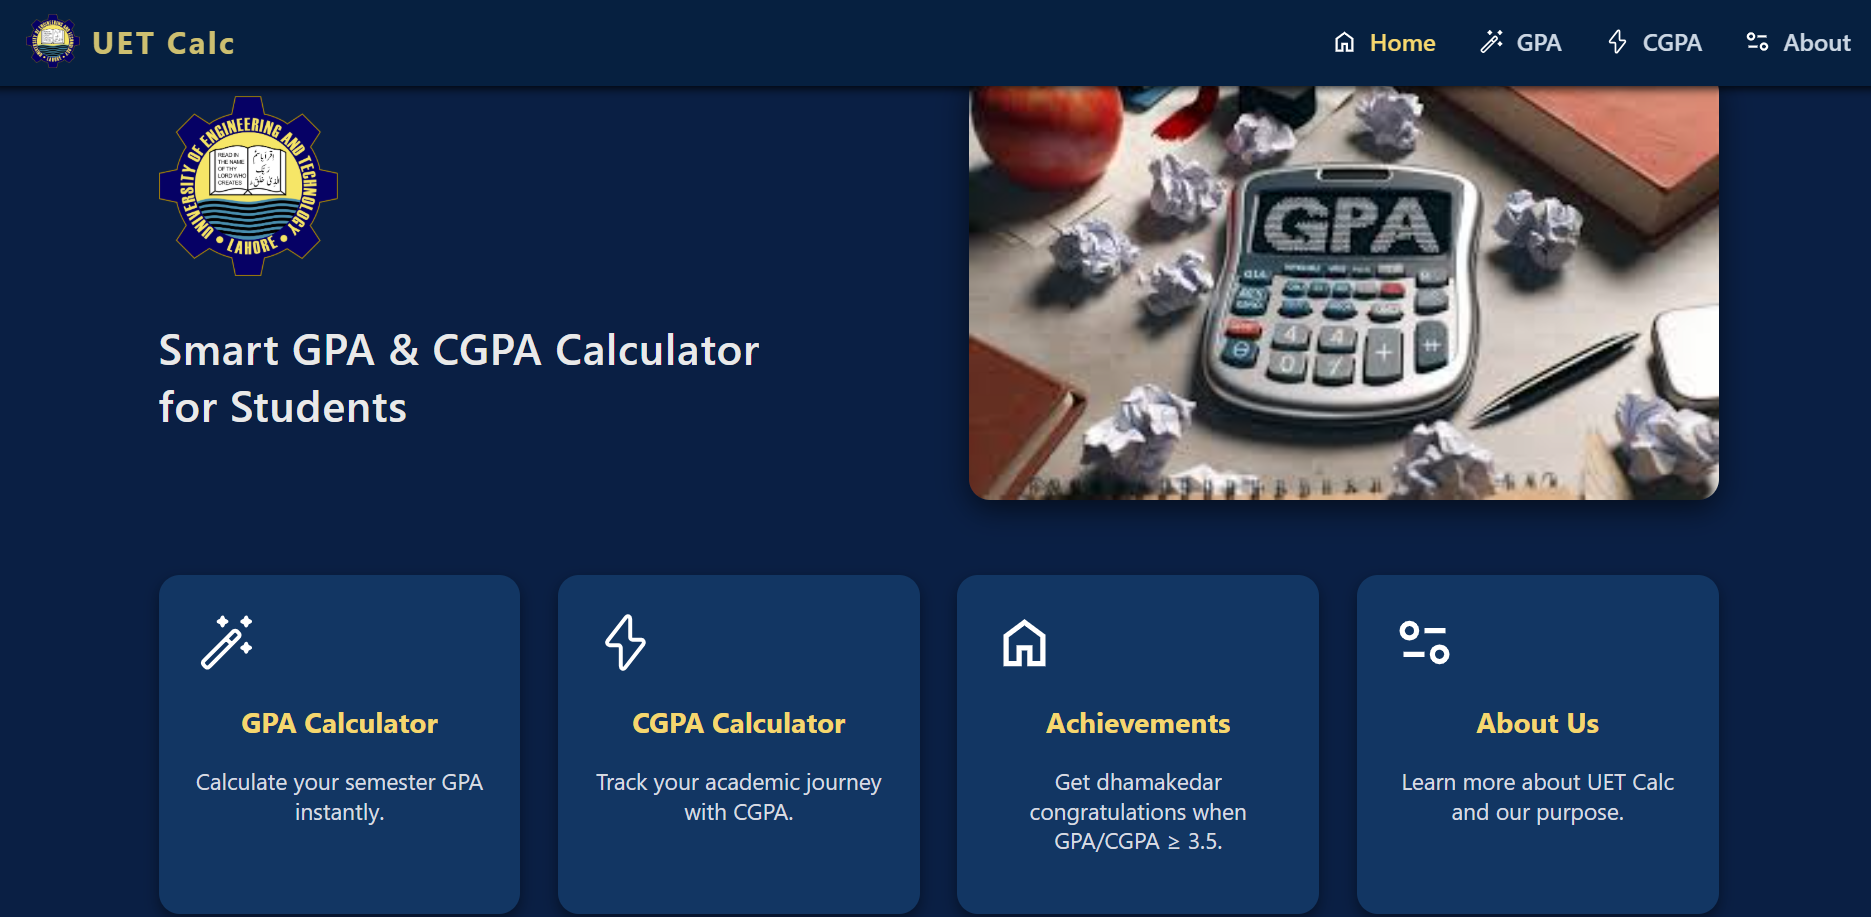 UET Calc
Home
GPA
CGPA
About
UNIVERSITY OF ENGINEERING AND TECHNOLOGY
LAHORE
READ IN
THE NAME
OF THY
LORD WHO
CREATES
Smart GPA & CGPA Calculator
for Students
GPA
4
0
+
GPA Calculator
Calculate your semester GPA
instantly.
CGPA Calculator
Track your academic journey
with CGPA.
Achievements
Get dhamakedar
congratulations when
GPA/CGPA ≥ 3.5.
About Us
Learn more about UET Calc
and our purpose.